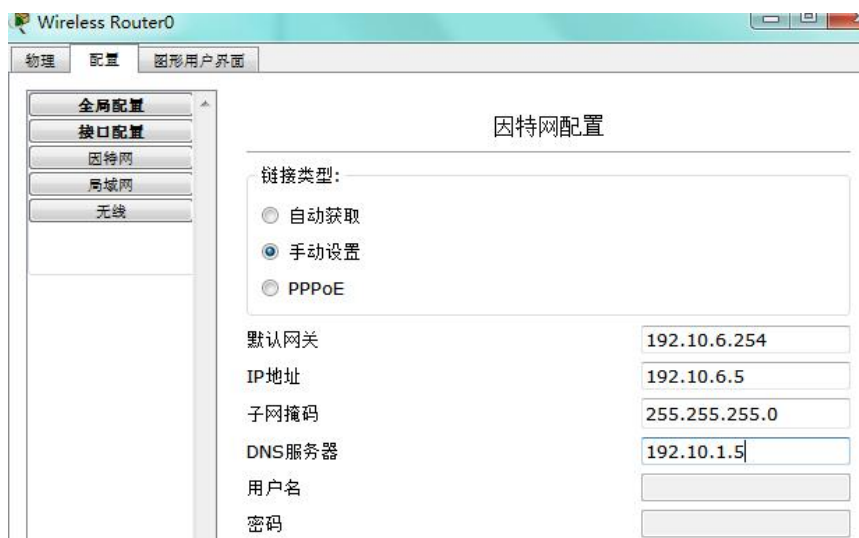 Wireless Router0
物理 配置 图形用户界面
全局配置
接口配置
因特网
局域网
无线
因特网配置
链接类型:
自动获取
手动设置
PPPoE
默认网关 192.10.6.254
IP地址 192.10.6.5
子网掩码 255.255.255.0
DNS服务器 192.10.1.5
用户名
密码